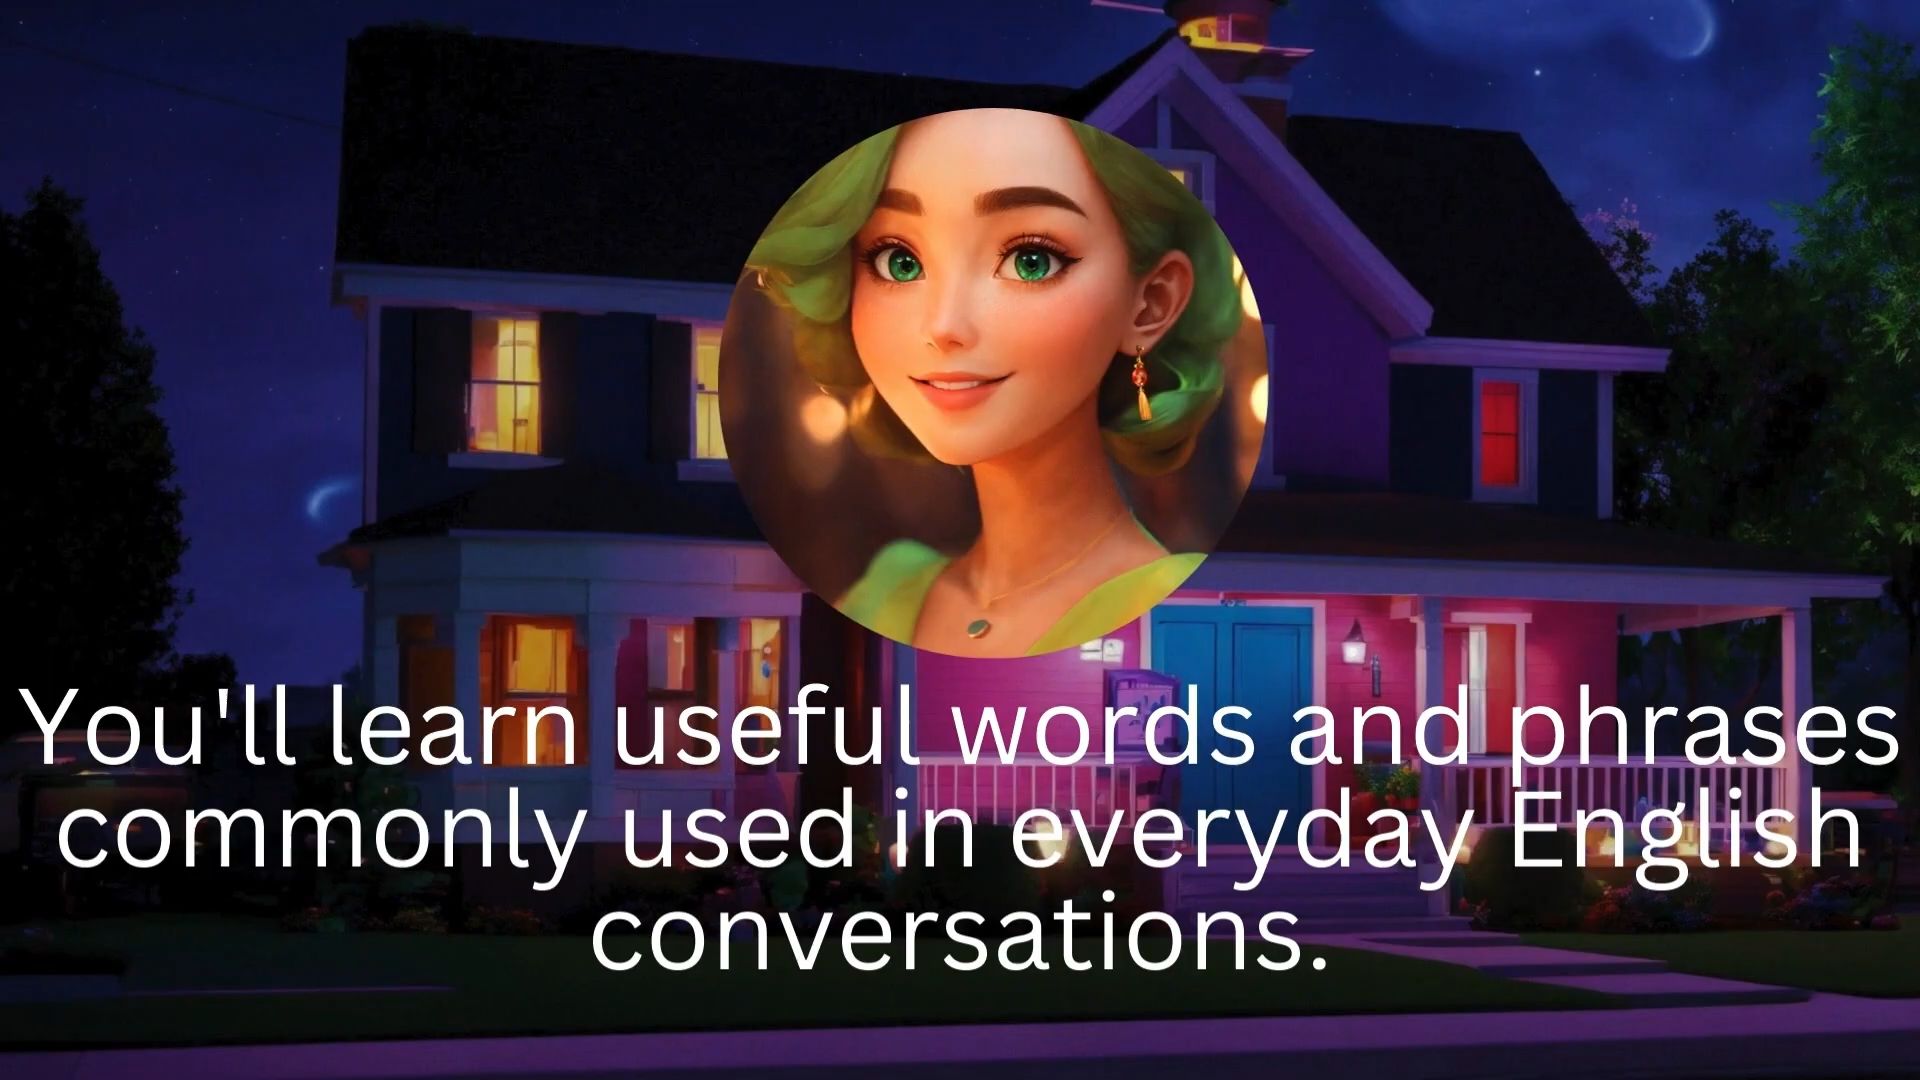 You'll learn useful words and phrases
commonly used in everyday English
conversations.